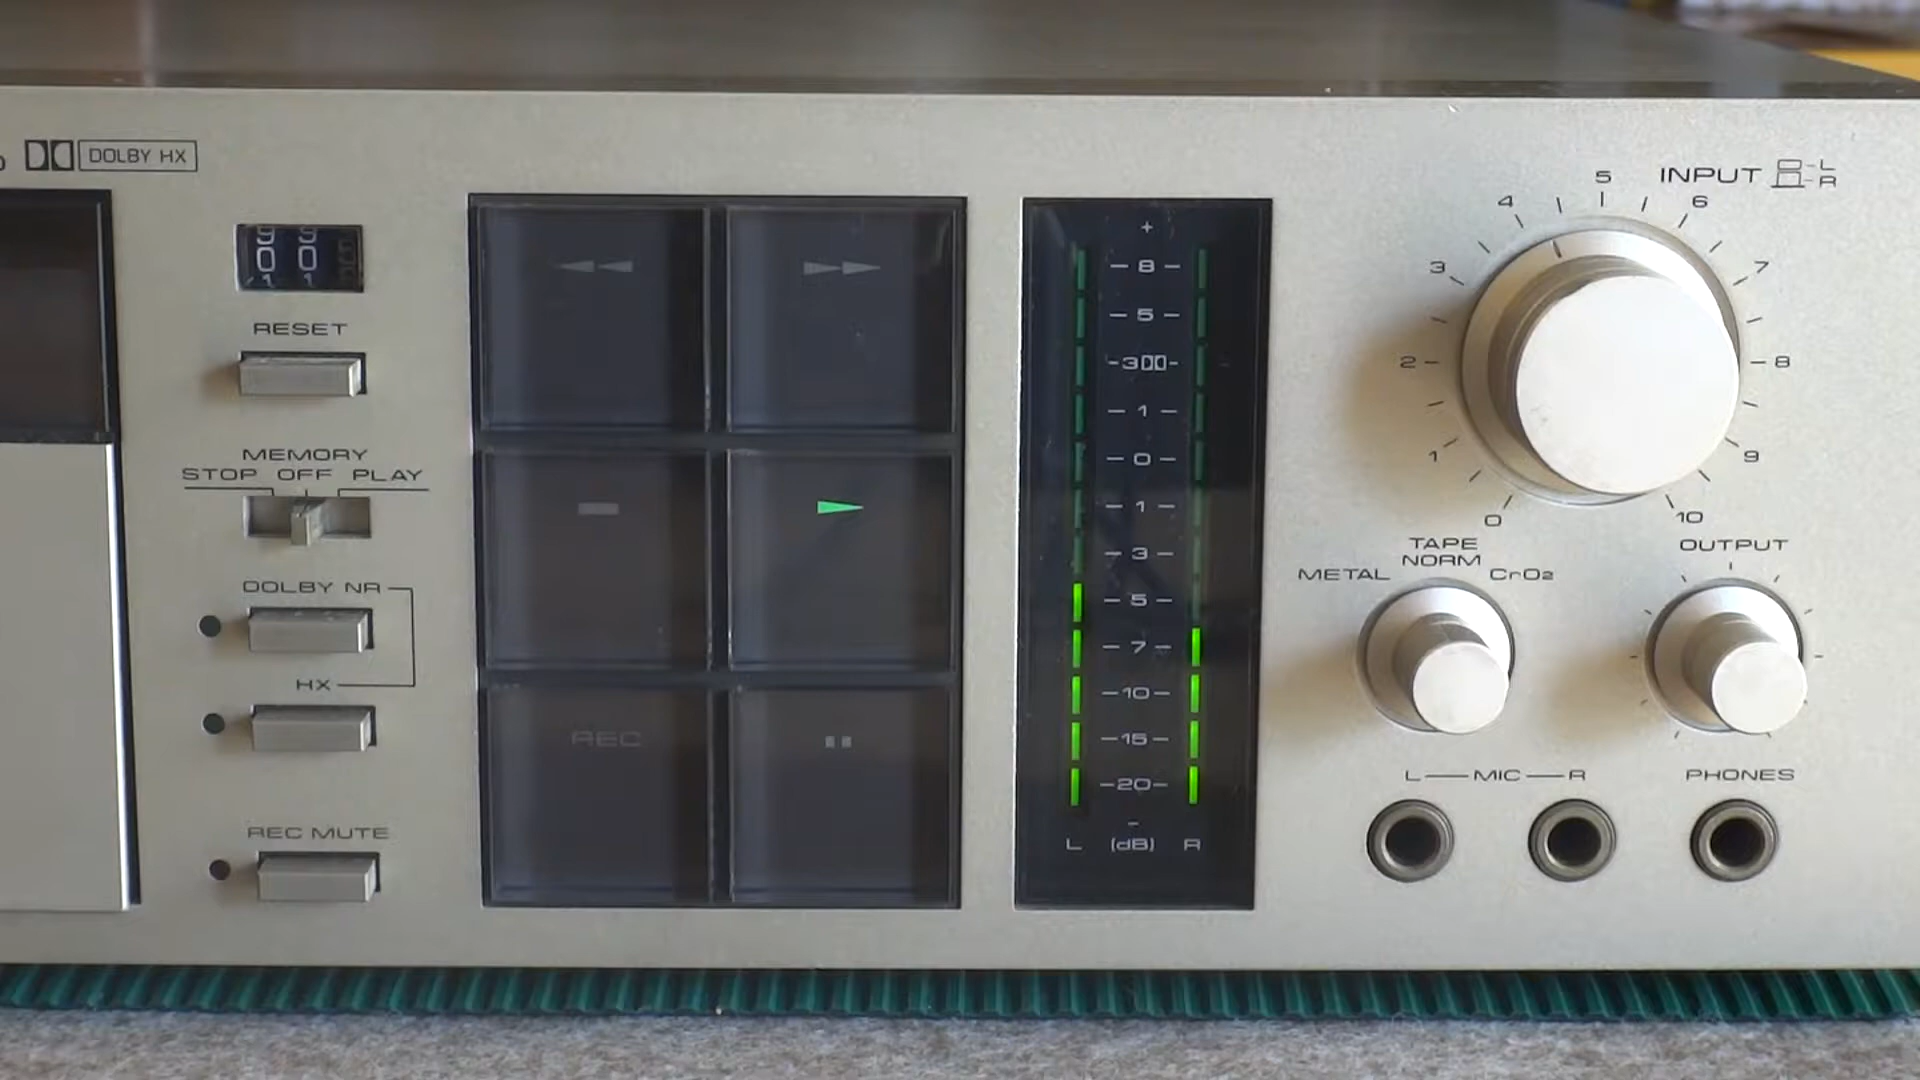 DOLBY HX
00
RESET
MEMORY
STOP OFF PLAY
DOLBY NR
HX
REC MUTE
REC
+
8
5
3
1
0
1
3
5
7
10
15
20
-
L (dB) R
INPUT L
R
0 1 2 3 4 5 6 7 8 9 10
TAPE
METAL NORM CrO2
OUTPUT
L MIC R
PHONES